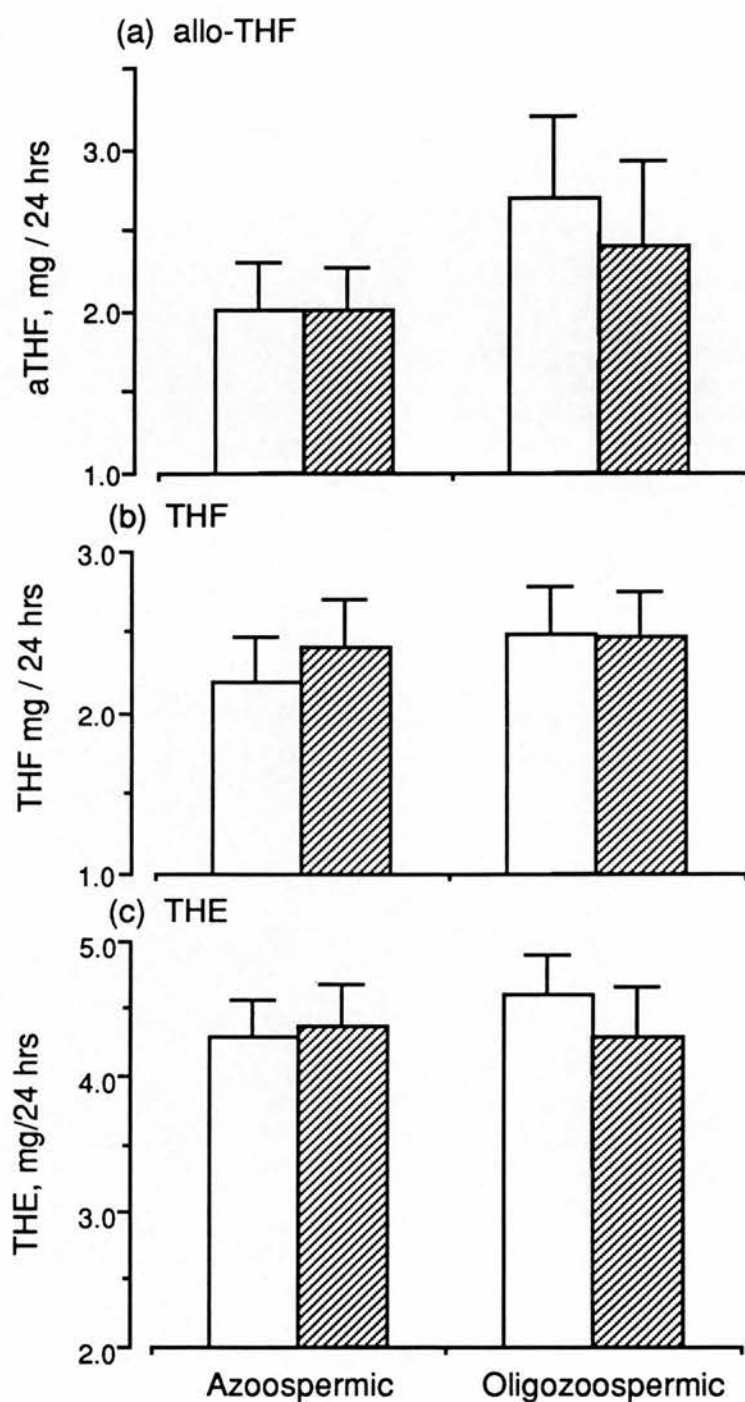 (a) allo-THF
aTHF, mg / 24 hrs
3.0
2.0
1.0
(b) THF
THF mg / 24 hrs
3.0
2.0
1.0
(c) THE
THE, mg/24 hrs
5.0
4.0
3.0
2.0
Azoospermic Oligozoospermic